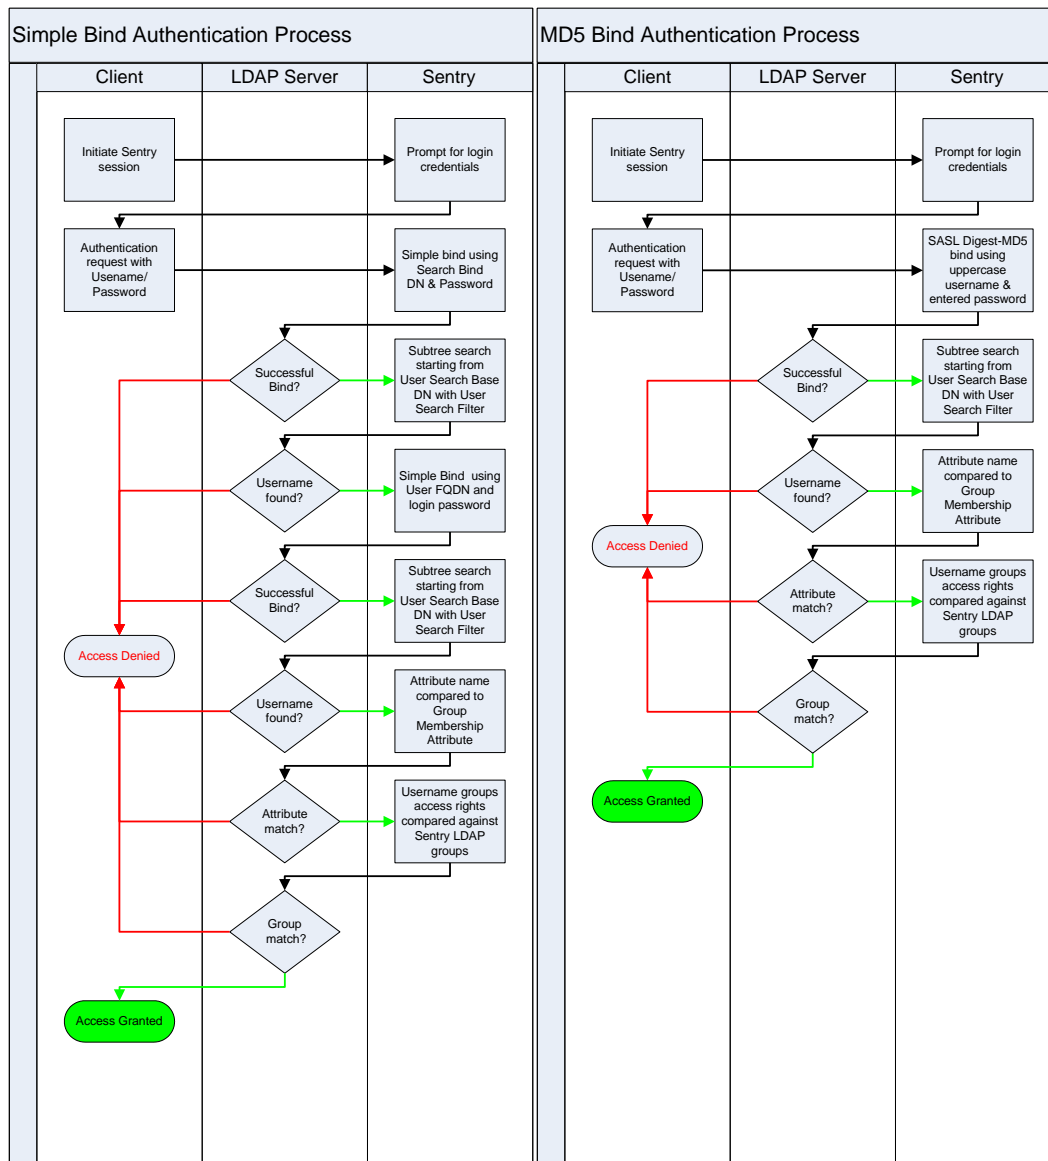 Simple Bind Authentication Process
Client
LDAP Server
Sentry
Initiate Sentry
session
Prompt for login
credentials
Authentication
request with
Usename/
Password
Simple bind using
Search Bind
DN & Password
Successful
Bind?
Subtree search
starting from
User Search Base
DN with User
Search Filter
Username
found?
Simple Bind using
User FQDN and
login password
Successful
Bind?
Subtree search
starting from
User Search Base
DN with User
Search Filter
Access Denied
Username
found?
Attribute name
compared to
Group
Membership
Attribute
Attribute
match?
Username groups
access rights
compared against
Sentry LDAP
groups
Group
match?
Access Granted
MD5 Bind Authentication Process
Client
LDAP Server
Sentry
Initiate Sentry
session
Prompt for login
credentials
Authentication
request with
Usename/
Password
SASL Digest-MD5
bind using
uppercase
username &
entered password
Successful
Bind?
Subtree search
starting from
User Search Base
DN with User
Search Filter
Username
found?
Attribute name
compared to
Group
Membership
Attribute
Access Denied
Attribute
match?
Username groups
access rights
compared against
Sentry LDAP
groups
Group
match?
Access Granted